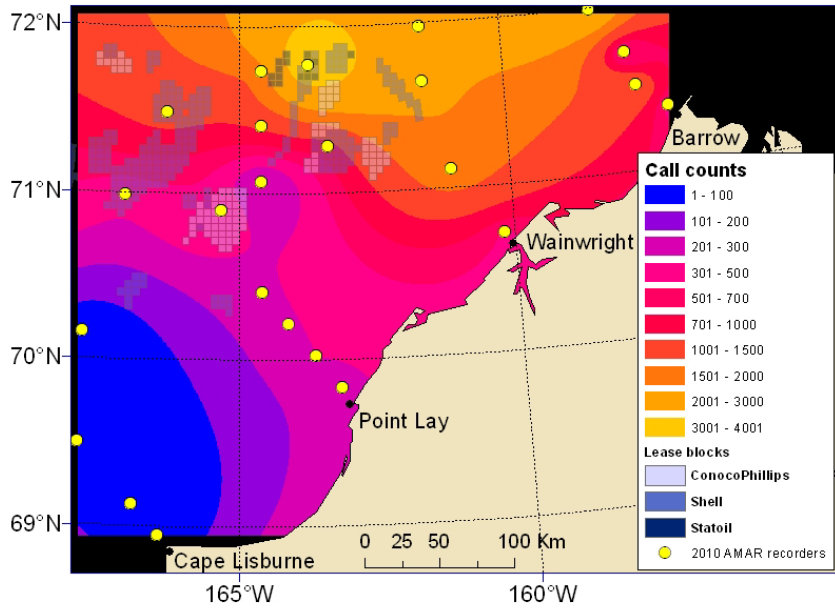 72°N
71°N
70°N
69°N
165°W
160°W
Barrow
Wainwright
Point Lay
Cape Lisburne
0 25 50 100 Km
Call counts
1 - 100
101 - 200
201 - 300
301 - 500
501 - 700
701 - 1000
1001 - 1500
1501 - 2000
2001 - 3000
3001 - 4001
Lease blocks
ConocoPhillips
Shell
Statoil
2010 AMAR recorders